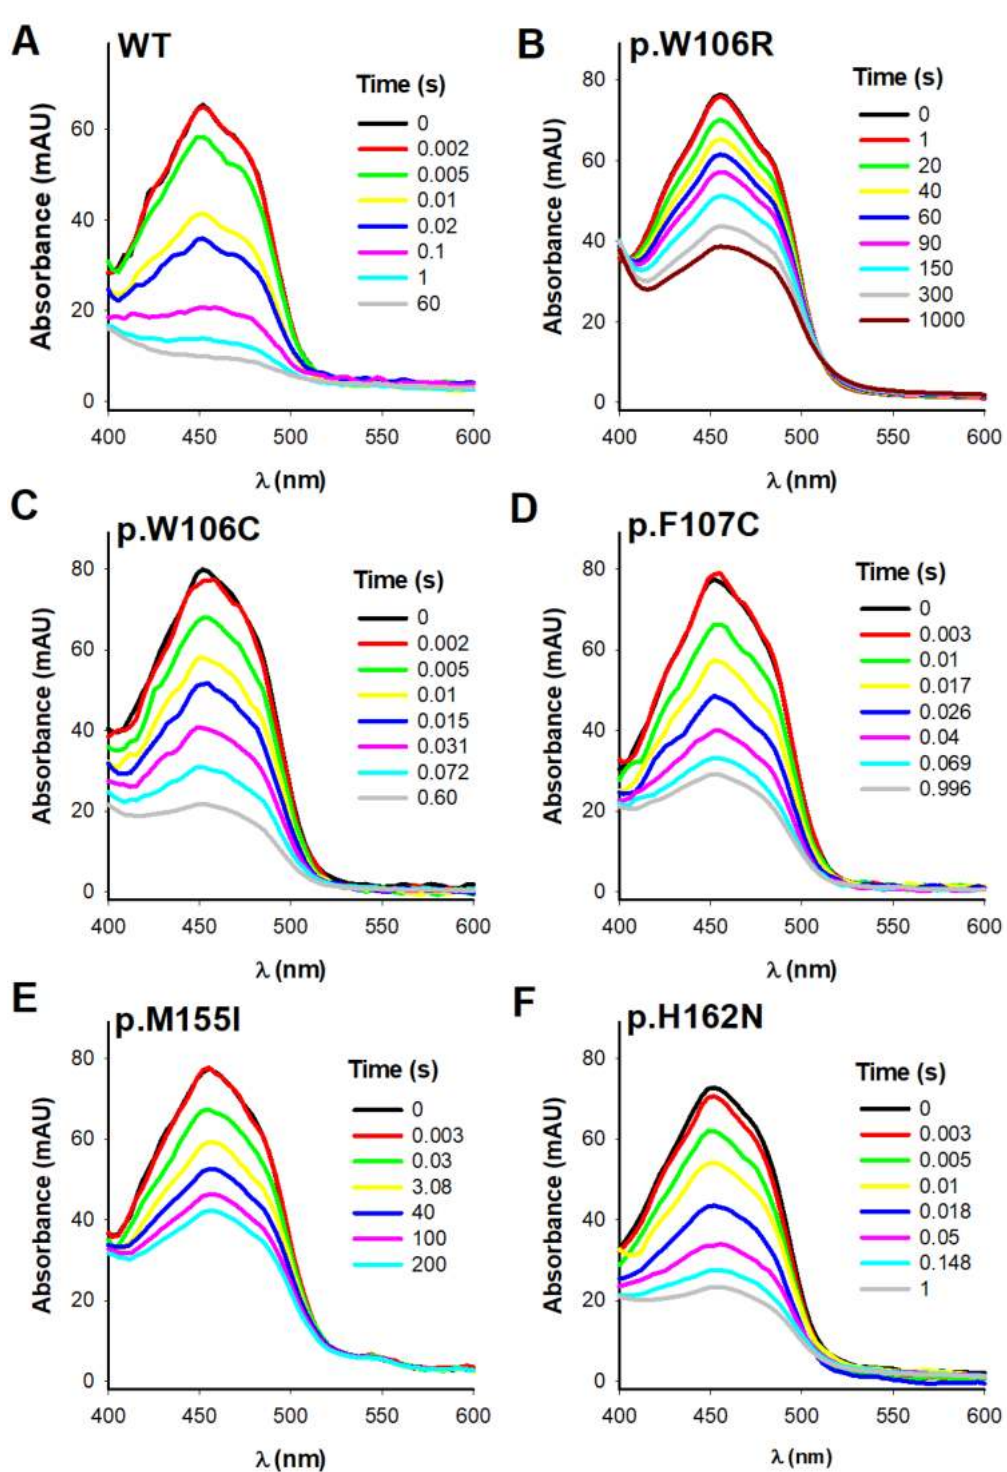 A
WT
Time (s)
0
0.002
0.005
0.01
0.02
0.1
1
60
Absorbance (mAU)
60
40
20
0
400 450 500 550 600
λ (nm)
B
p.W106R
Time (s)
0
1
20
40
60
90
150
300
1000
Absorbance (mAU)
80
60
40
20
0
400 450 500 550 600
λ (nm)
C
p.W106C
Time (s)
0
0.002
0.005
0.01
0.015
0.031
0.072
0.60
Absorbance (mAU)
80
60
40
20
0
400 450 500 550 600
λ (nm)
D
p.F107C
Time (s)
0
0.003
0.01
0.017
0.026
0.04
0.069
0.996
Absorbance (mAU)
80
60
40
20
0
400 450 500 550 600
λ (nm)
E
p.M155I
Time (s)
0
0.003
0.03
3.08
40
100
200
Absorbance (mAU)
80
60
40
20
0
400 450 500 550 600
λ (nm)
F
p.H162N
Time (s)
0
0.003
0.005
0.01
0.018
0.05
0.148
1
Absorbance (mAU)
80
60
40
20
0
400 450 500 550 600
λ (nm)